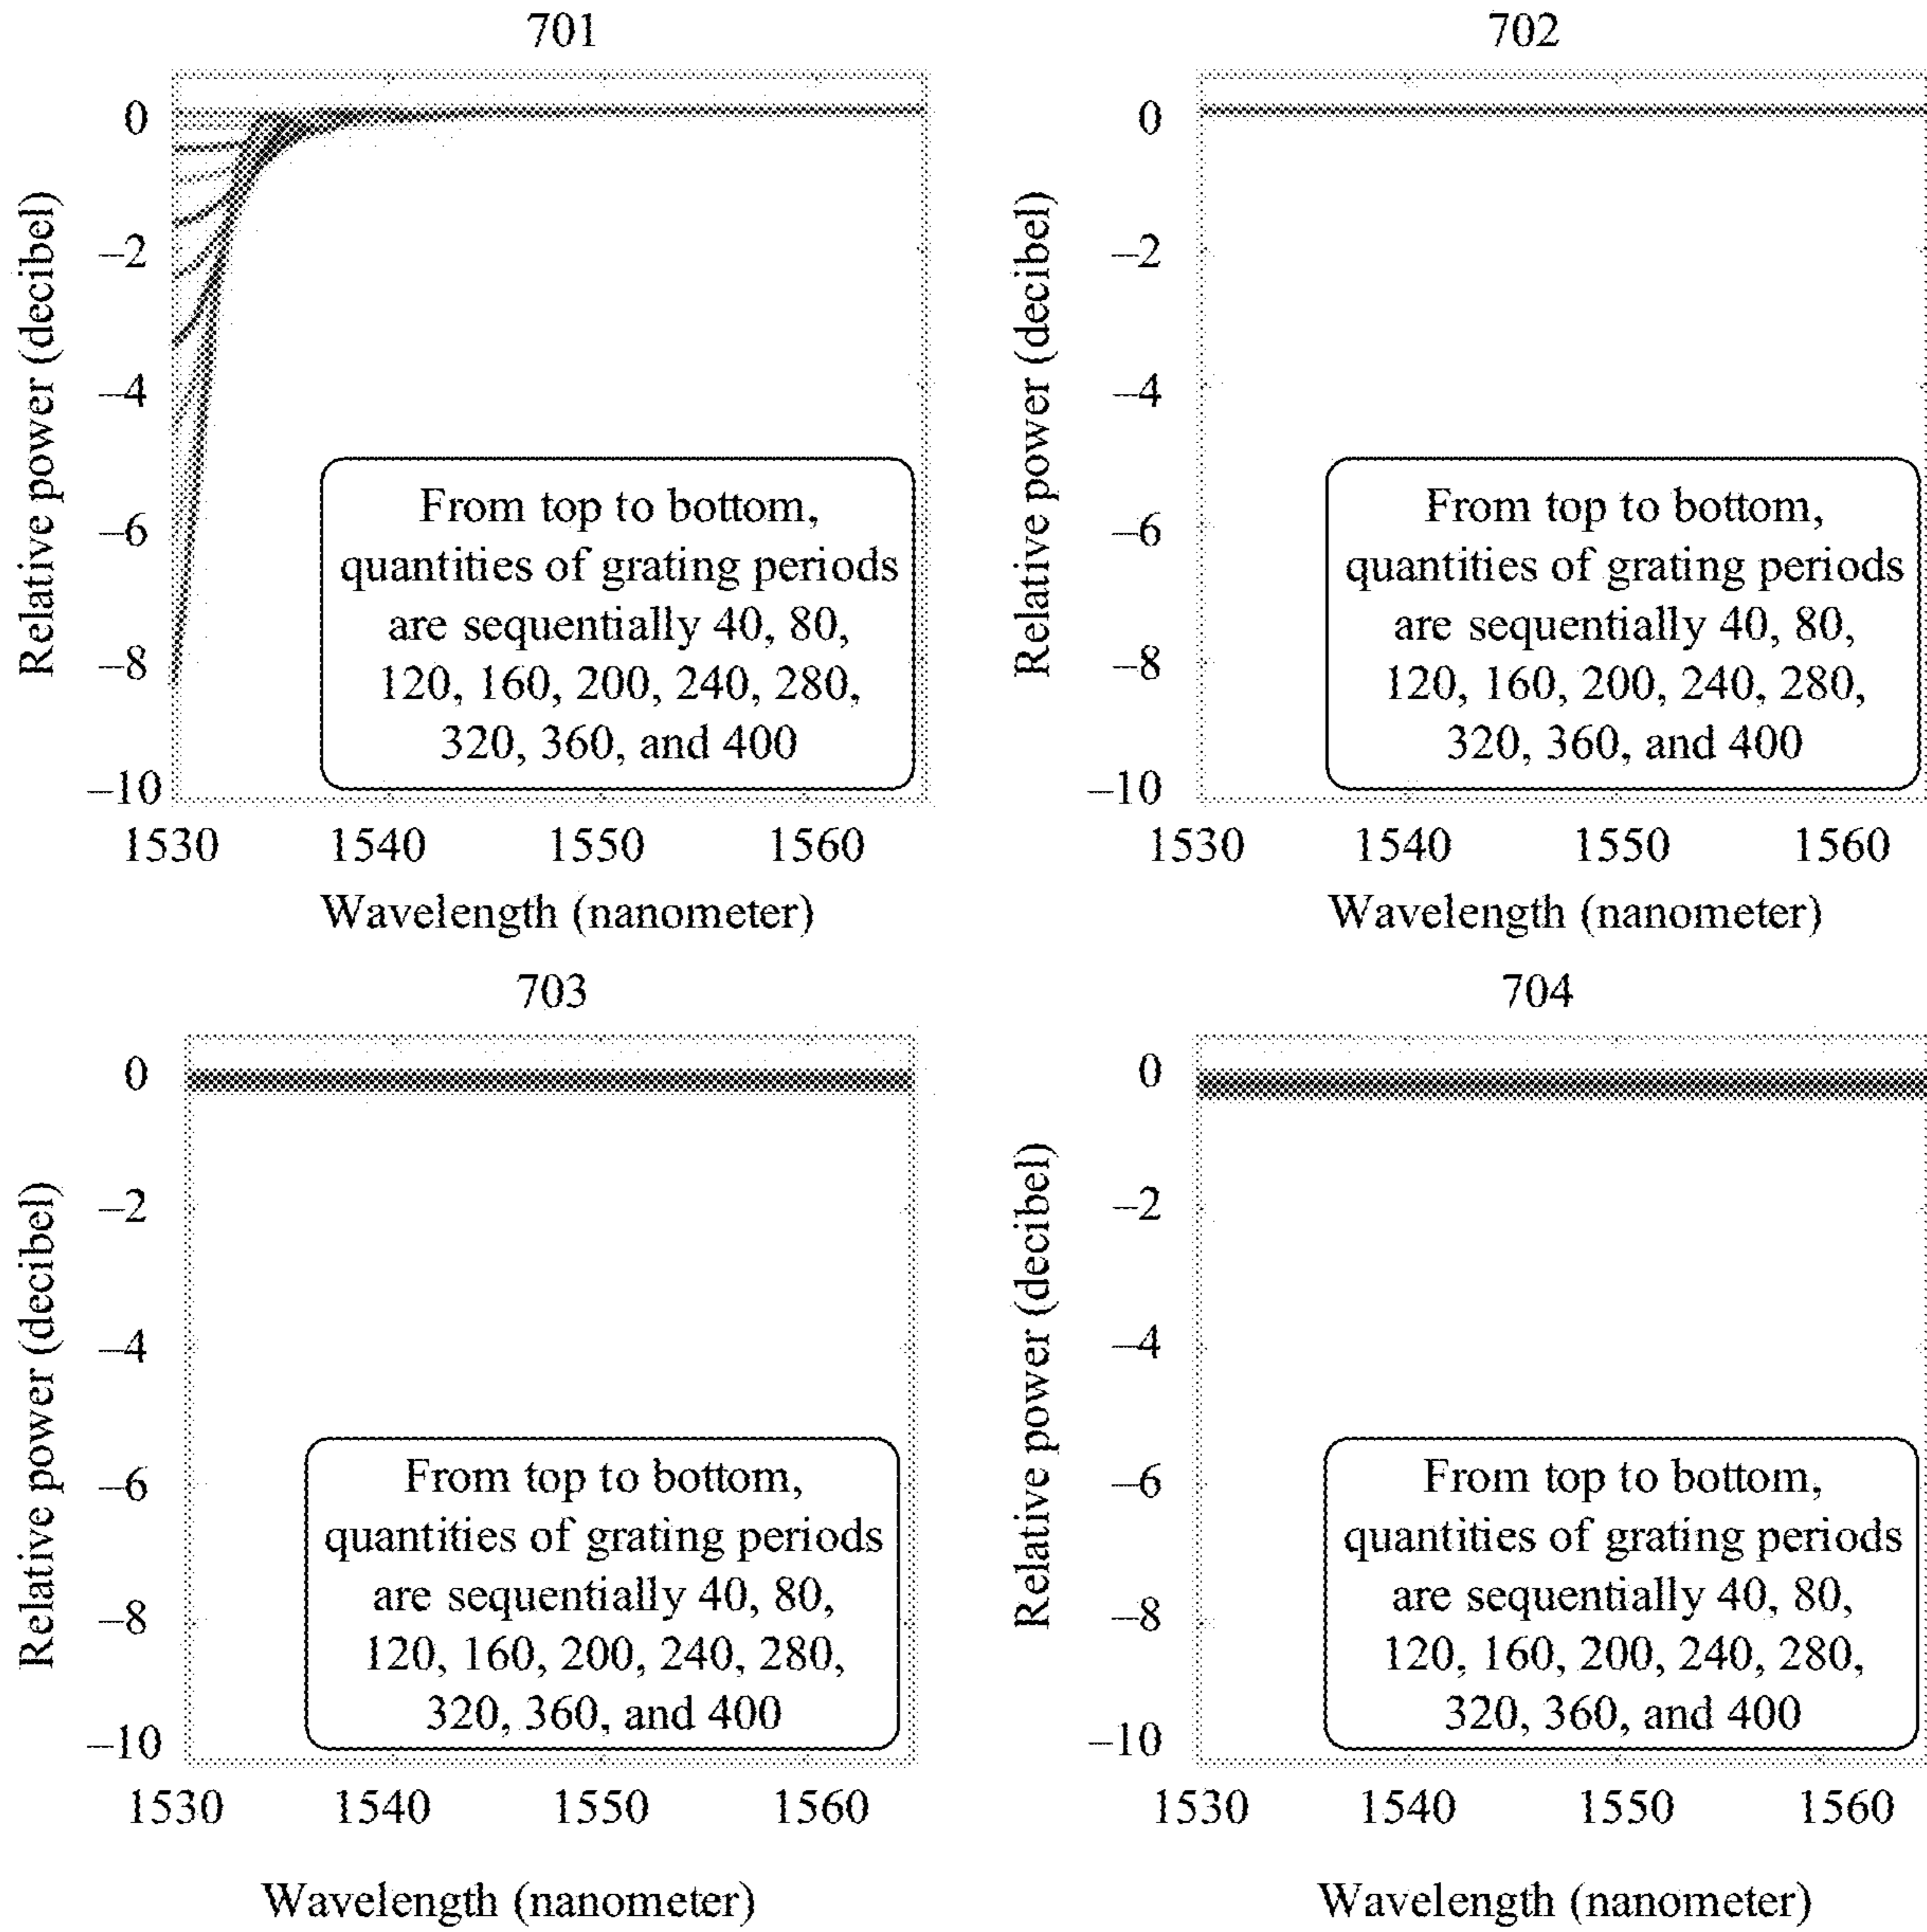 701
Relative power (decibel)
0
–2
–4
–6
–8
–10
From top to bottom,
quantities of grating periods
are sequentially 40, 80,
120, 160, 200, 240, 280,
320, 360, and 400
1530 1540 1550 1560
Wavelength (nanometer)
702
Relative power (decibel)
0
–2
–4
–6
–8
–10
From top to bottom,
quantities of grating periods
are sequentially 40, 80,
120, 160, 200, 240, 280,
320, 360, and 400
1530 1540 1550 1560
Wavelength (nanometer)
703
Relative power (decibel)
0
–2
–4
–6
–8
–10
From top to bottom,
quantities of grating periods
are sequentially 40, 80,
120, 160, 200, 240, 280,
320, 360, and 400
1530 1540 1550 1560
Wavelength (nanometer)
704
Relative power (decibel)
0
–2
–4
–6
–8
–10
From top to bottom,
quantities of grating periods
are sequentially 40, 80,
120, 160, 200, 240, 280,
320, 360, and 400
1530 1540 1550 1560
Wavelength (nanometer)